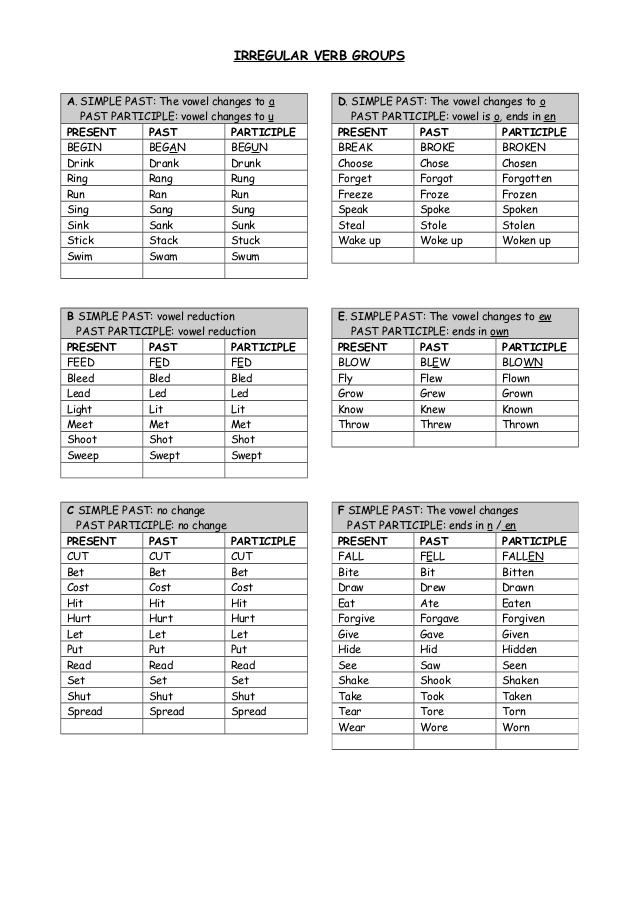 IRREGULAR VERB GROUPS
A. SIMPLE PAST: The vowel changes to a
PAST PARTICIPLE: vowel changes to u
PRESENT PAST PARTICIPLE
BEGIN BEGAN BEGUN
Drink Drank Drunk
Ring Rang Rung
Run Ran Run
Sing Sang Sung
Sink Sank Sunk
Stick Stack Stuck
Swim Swam Swum
B SIMPLE PAST: vowel reduction
PAST PARTICIPLE: vowel reduction
PRESENT PAST PARTICIPLE
FEED FED FED
Bleed Bled Bled
Lead Led Led
Light Lit Lit
Meet Met Met
Shoot Shot Shot
Sweep Swept Swept
C SIMPLE PAST: no change
PAST PARTICIPLE: no change
PRESENT PAST PARTICIPLE
CUT CUT CUT
Bet Bet Bet
Cost Cost Cost
Hit Hit Hit
Hurt Hurt Hurt
Let Let Let
Put Put Put
Read Read Read
Set Set Set
Shut Shut Shut
Spread Spread Spread
D. SIMPLE PAST: The vowel changes to o
PAST PARTICIPLE: vowel is o, ends in en
PRESENT PAST PARTICIPLE
BREAK BROKE BROKEN
Choose Chose Chosen
Forget Forgot Forgotten
Freeze Froze Frozen
Speak Spoke Spoken
Steal Stole Stolen
Wake up Woke up Woken up
E. SIMPLE PAST: The vowel changes to ew
PAST PARTICIPLE: ends in own
PRESENT PAST PARTICIPLE
BLOW BLEW BLOWN
Fly Flew Flown
Grow Grew Grown
Know Knew Known
Throw Threw Thrown
F SIMPLE PAST: The vowel changes
PAST PARTICIPLE: ends in n / en
PRESENT PAST PARTICIPLE
FALL FELL FALLEN
Bite Bit Bitten
Draw Drew Drawn
Eat Ate Eaten
Forgive Forgave Forgiven
Give Gave Given
Hide Hid Hidden
See Saw Seen
Shake Shook Shaken
Take Took Taken
Tear Tore Torn
Wear Wore Worn